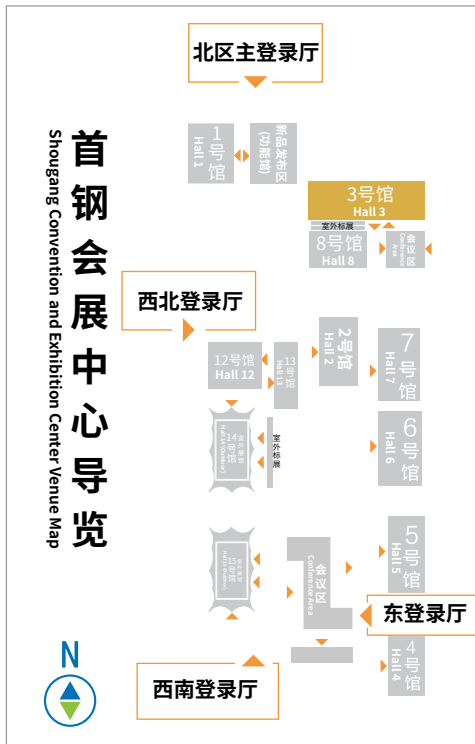 北区主登录厅
首钢会展中心导览
Shougang Convention and Exhibition Center Venue Map
1号馆
Hall 1
新品发布区
(功能馆)
3号馆
Hall 3
室外标展
8号馆
Hall 8
会议区
Conference
Area
西北登录厅
12号馆
Hall 12
13号馆
Hall 13
2号馆
Hall 2
7号馆
Hall 7
14号馆
Hall 14 (Outdoor)
室外标展
6号馆
Hall 6
15号馆
会议区
Conference Area
5号馆
Hall 5
东登录厅
4号馆
Hall 4
西南登录厅
N